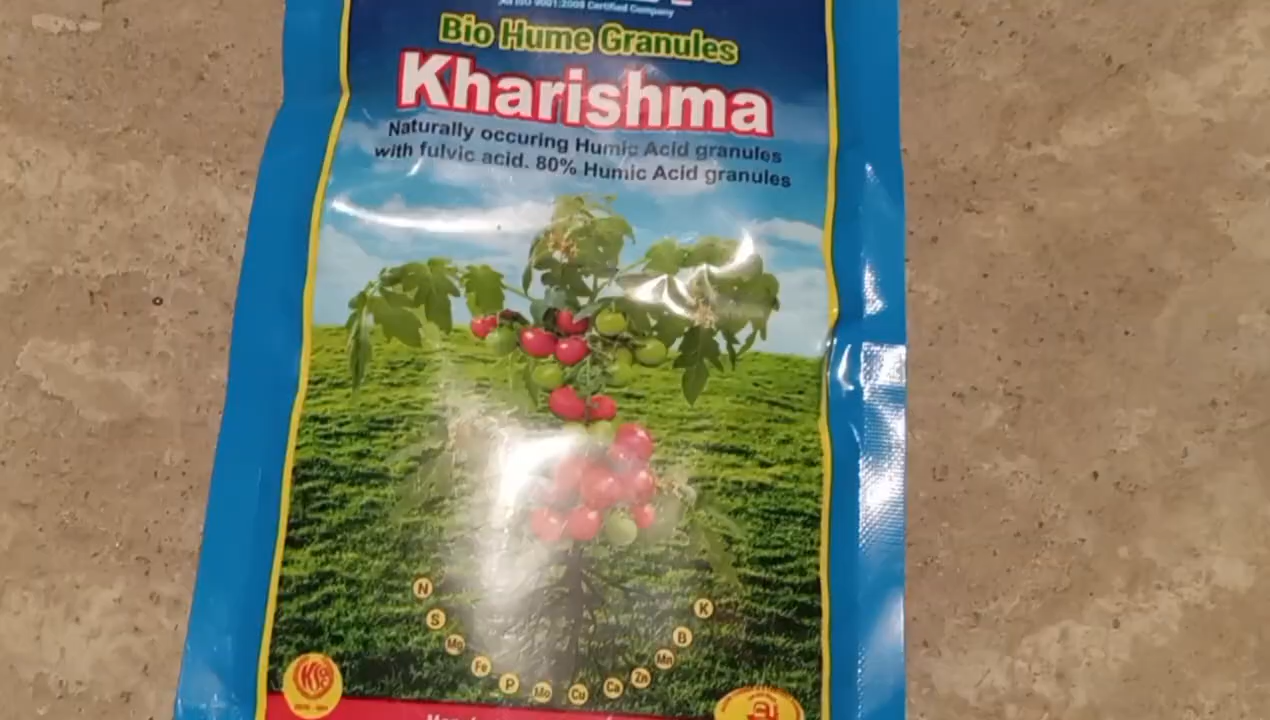 An ISO 9001:2008 Certified Company
Bio Hume Granules
Kharishma
Naturally occuring Humic Acid granules
with fulvic acid. 80% Humic Acid granules
N
S
Mg
Fe
P
Mo
Cu
Ca
Zn
Mn
B
K